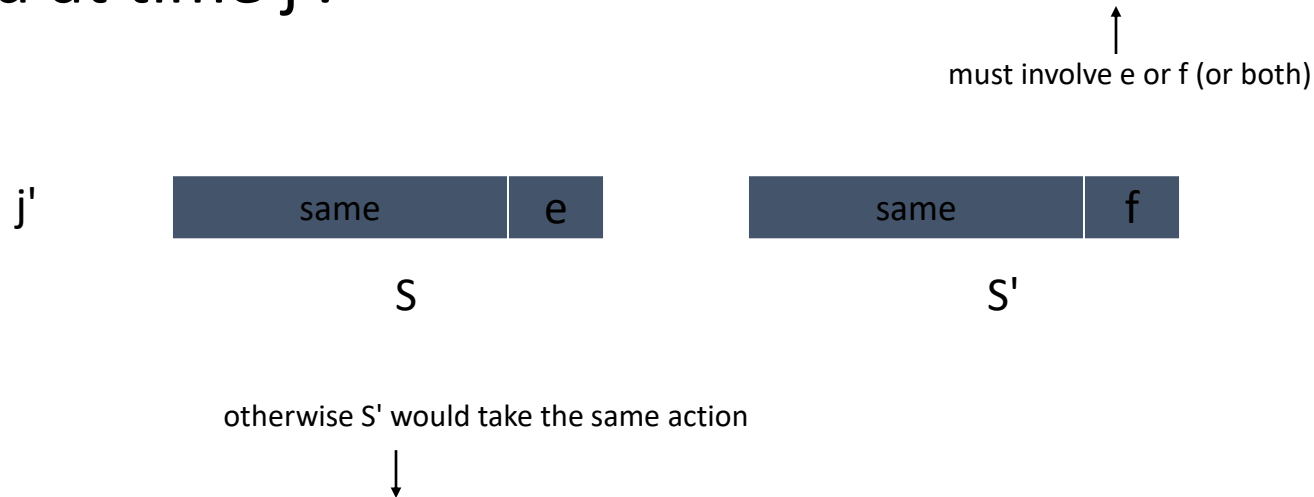 must involve e or f (or both)
j' same e same f
S S'
otherwise S' would take the same action